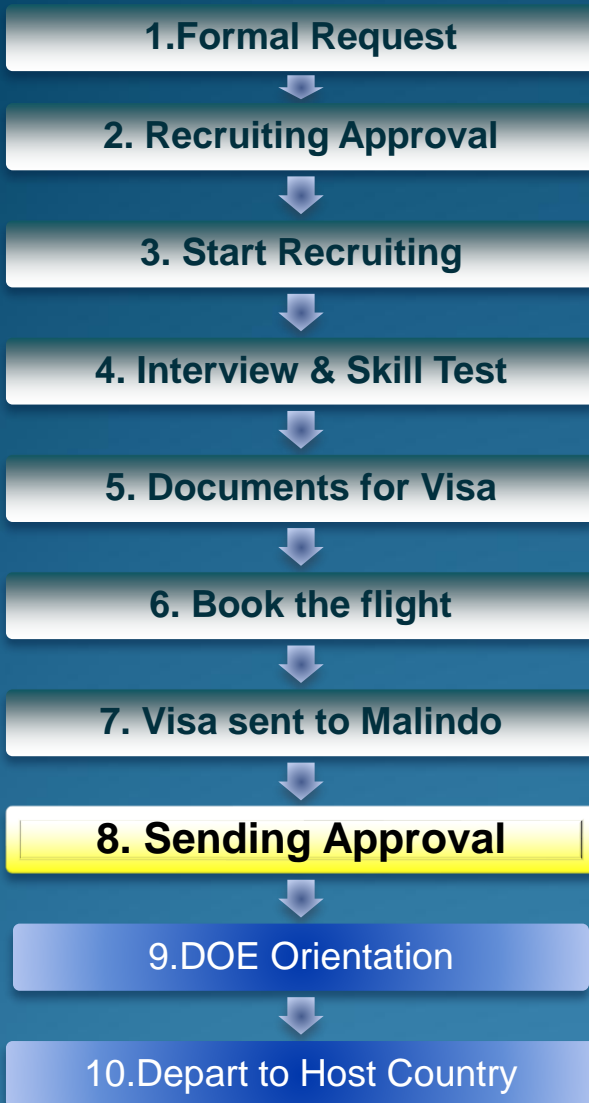 1.Formal Request
2. Recruiting Approval
3. Start Recruiting
4. Interview & Skill Test
5. Documents for Visa
6. Book the flight
7. Visa sent to Malindo
8. Sending Approval
9.DOE Orientation
10.Depart to Host Country